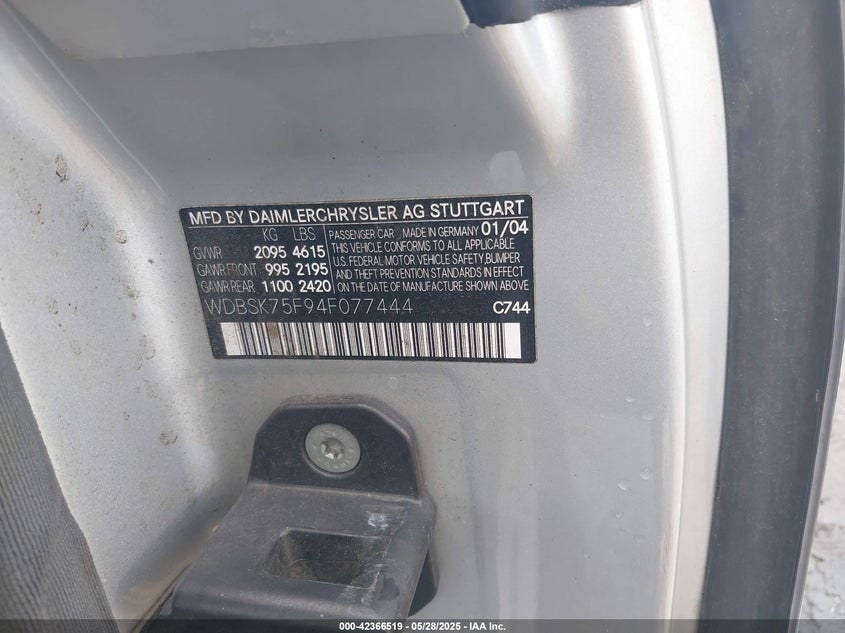 MFD BY DAIMLERCHRYSLER AG STUTTGART
KG LBS
GVWR 2095 4615
GAWR FRONT 995 2195
GAWR REAR 1100 2420
PASSENGER CAR MADE IN GERMANY 01/04
THIS VEHICLE CONFORMS TO ALL APPLICABLE
U.S. FEDERAL MOTOR VEHICLE SAFETY, BUMPER
AND THEFT PREVENTION STANDARDS IN EFFECT
ON THE DATE OF MANUFACTURE SHOWN ABOVE
WDBSK75F94F077444 C744
000-42366519 / 05/28/2025 - IAA Inc.